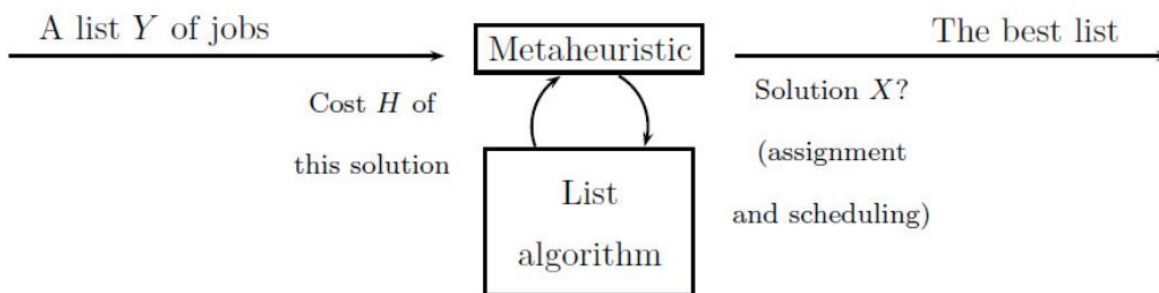 A list Y of jobs
Metaheuristic
The best list
Cost H of
this solution
Solution X?
(assignment
and scheduling)
List
algorithm